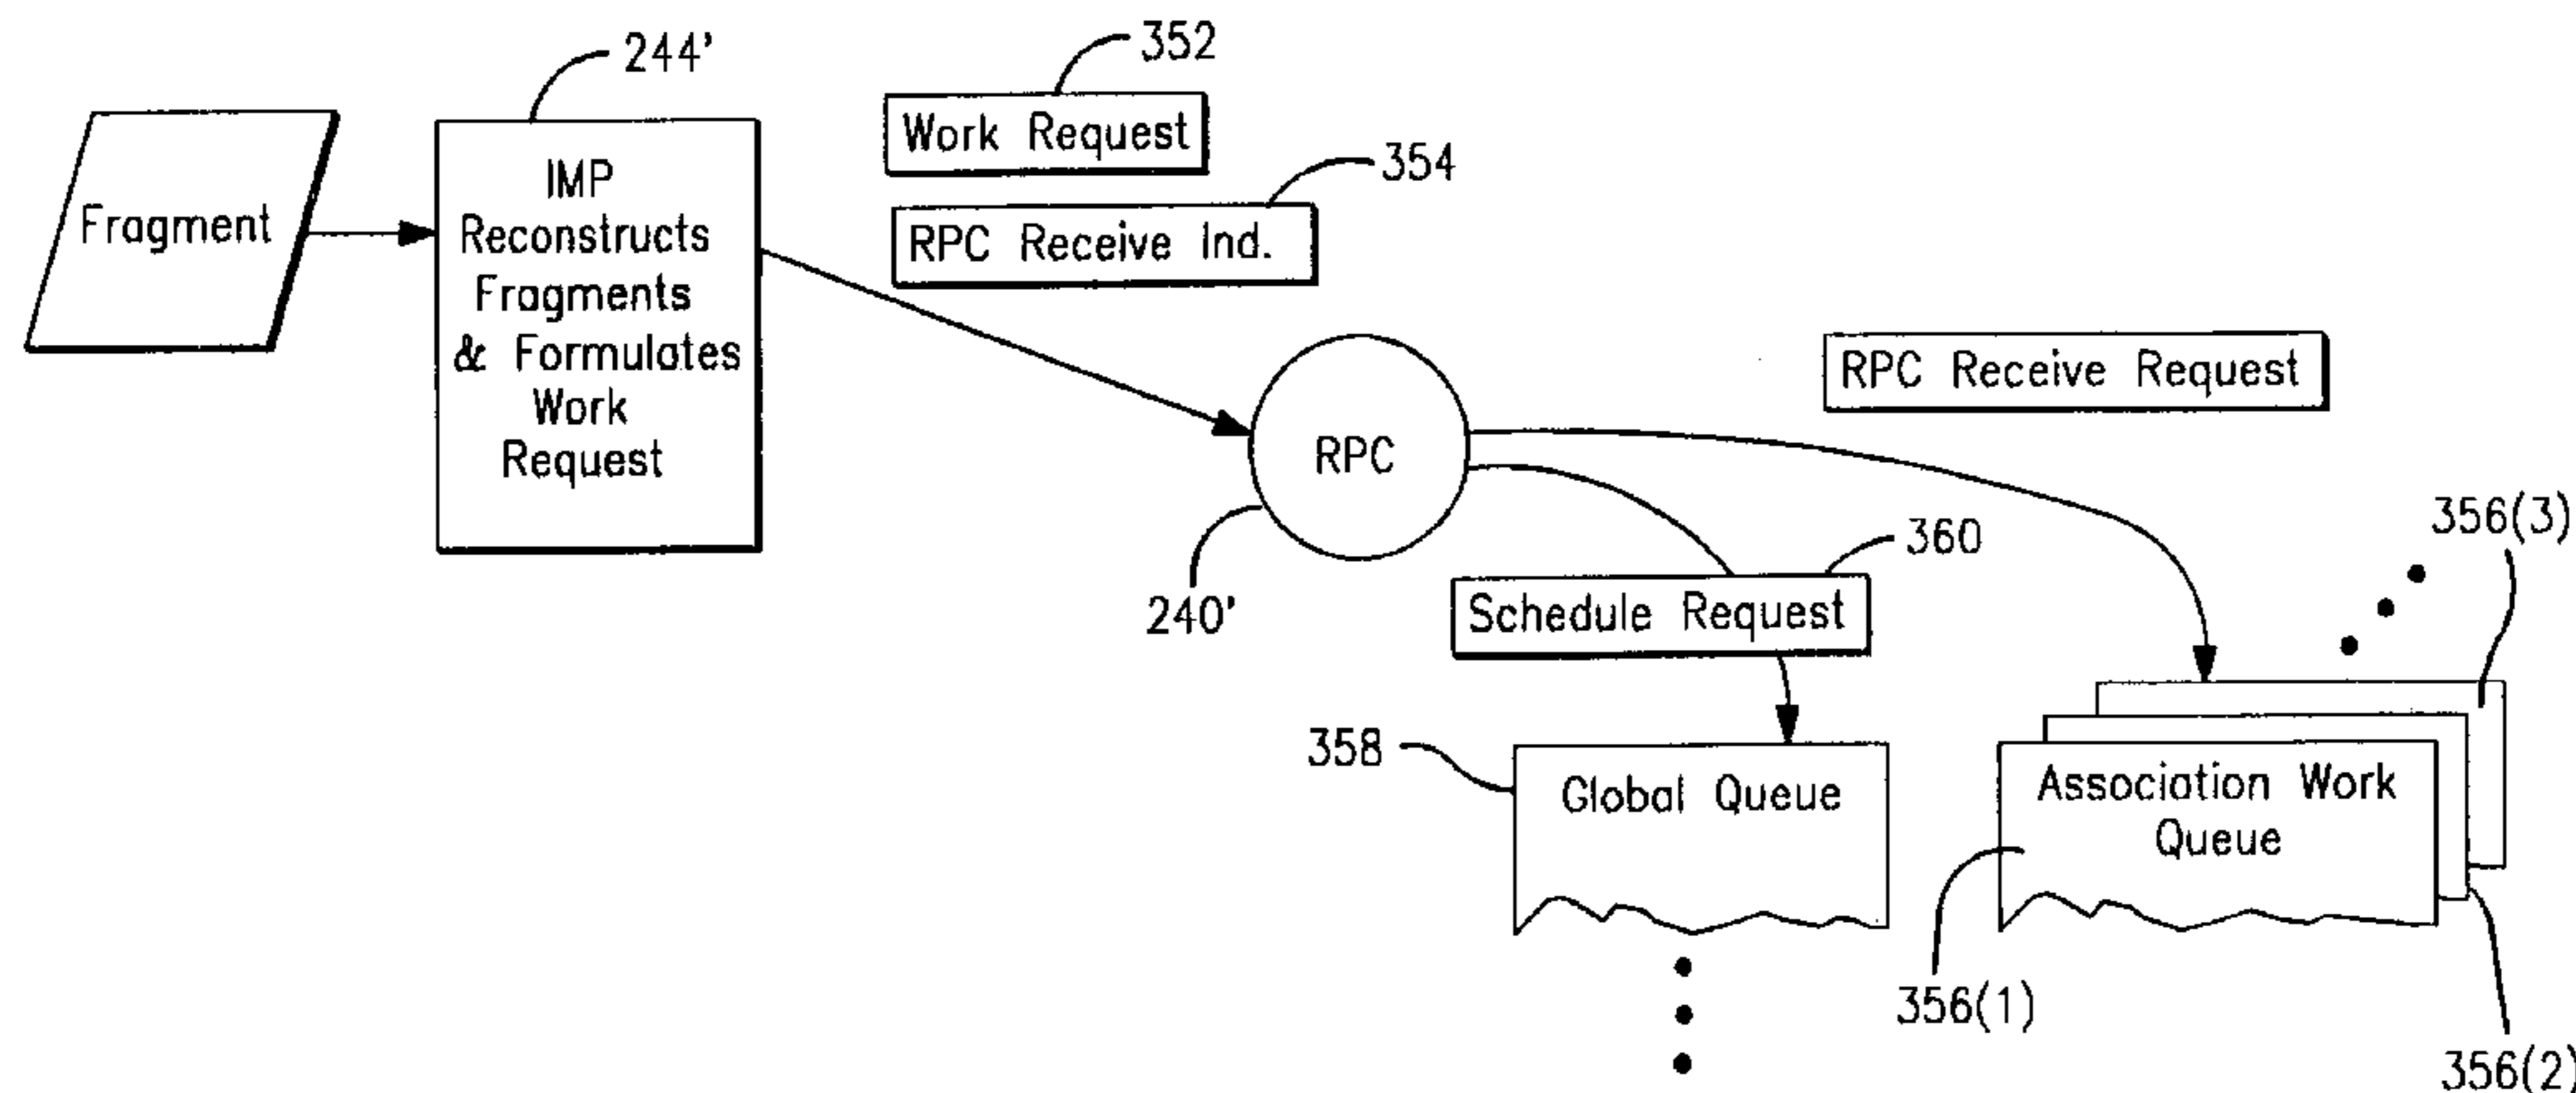 244'
352
Work Request
354
RPC Receive Ind.
Fragment
IMP
Reconstructs
Fragments
& Formulates
Work
Request
RPC Receive Request
RPC
240'
360
Schedule Request
356(3)
358
Global Queue
Association Work
Queue
356(1)
356(2)